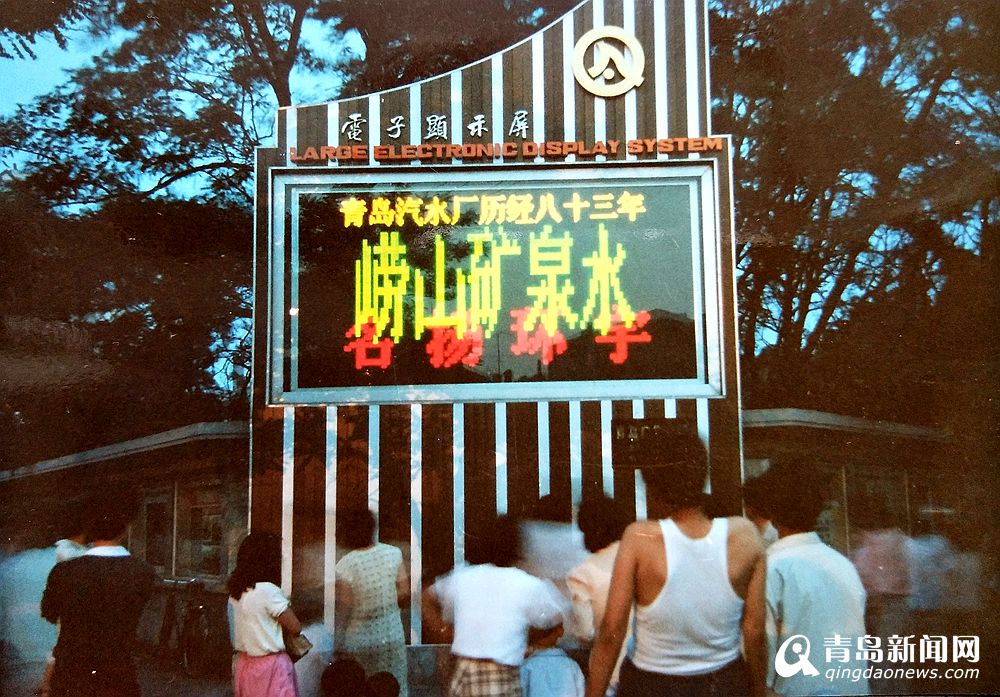 電子顯示屏
LARGE ELECTRONIC DISPLAY SYSTEM
青岛汽水厂历经八十三年
崂山矿泉水
名扬环宇
青岛新闻网
qingdaonews.com